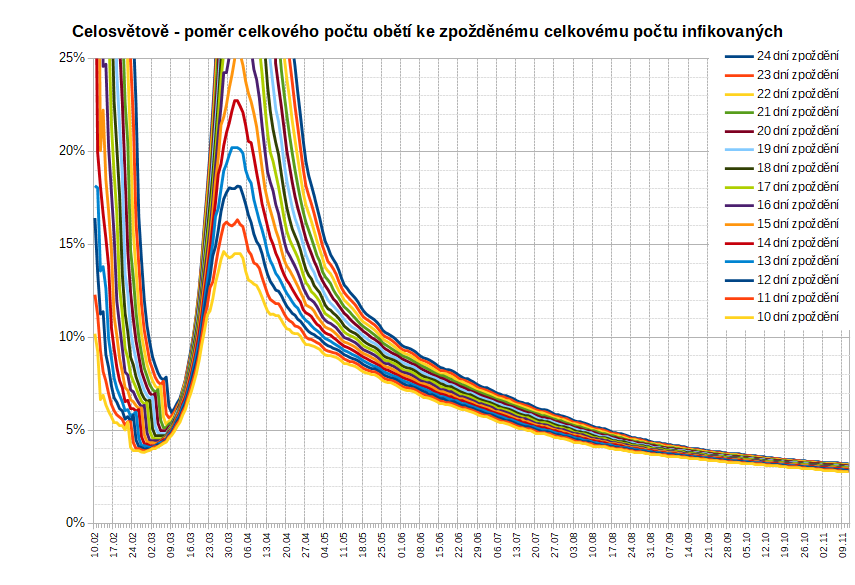 Celosvětově - poměr celkového počtu obětí ke zpožděnému celkovému počtu infikovaných
25%
20%
15%
10%
5%
0%
24 dní zpoždění
23 dní zpoždění
22 dní zpoždění
21 dní zpoždění
20 dní zpoždění
19 dní zpoždění
18 dní zpoždění
17 dní zpoždění
16 dní zpoždění
15 dní zpoždění
14 dní zpoždění
13 dní zpoždění
12 dní zpoždění
11 dní zpoždění
10 dní zpoždění
10.02
17.02
24.02
02.03
09.03
16.03
23.03
30.03
06.04
13.04
20.04
27.04
04.05
11.05
18.05
25.05
01.06
08.06
15.06
22.06
29.06
06.07
13.07
20.07
27.07
03.08
10.08
17.08
24.08
31.08
07.09
14.09
21.09
28.09
05.10
12.10
19.10
26.10
02.11
09.11